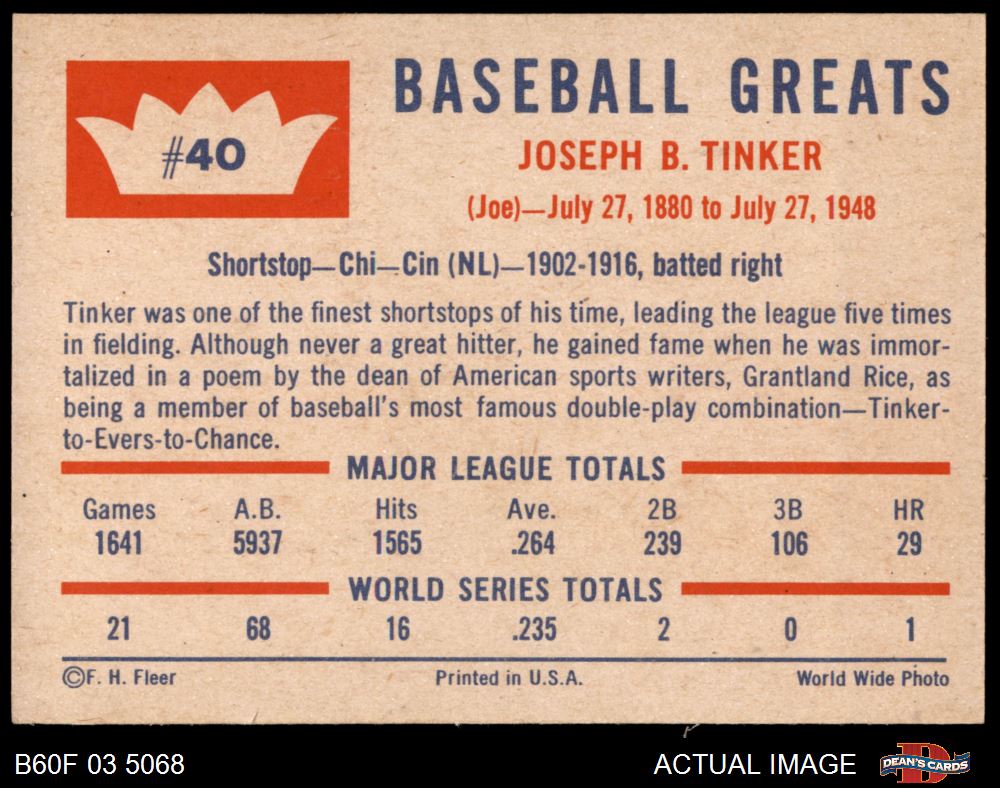 #40
BASEBALL GREATS
JOSEPH B. TINKER
(Joe)—July 27, 1880 to July 27, 1948
Shortstop—Chi—Cin (NL)—1902-1916, batted right
Tinker was one of the finest shortstops of his time, leading the league five times
in fielding. Although never a great hitter, he gained fame when he was immor-
talized in a poem by the dean of American sports writers, Grantland Rice, as
being a member of baseball's most famous double-play combination—Tinker-
to-Evers-to-Chance.
MAJOR LEAGUE TOTALS
Games A.B. Hits Ave. 2B 3B HR
1641 5937 1565 .264 239 106 29
WORLD SERIES TOTALS
21 68 16 .235 2 0 1
©F. H. Fleer Printed in U.S.A. World Wide Photo
B60F 03 5068 ACTUAL IMAGE DEAN'S CARDS